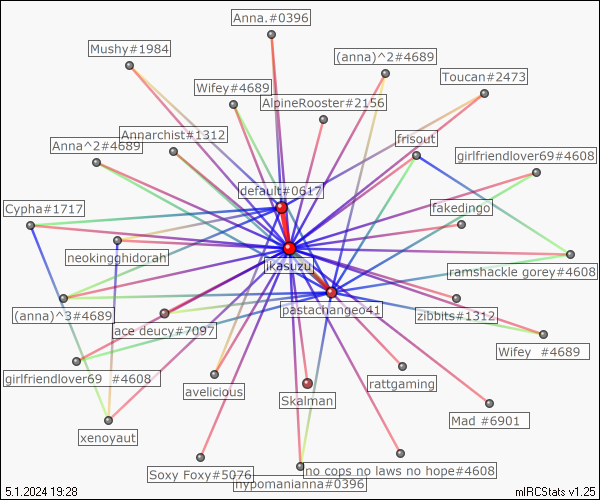 Anna.#0396
Mushy#1984
(anna)^2#4689
Toucan#2473
Wifey#4689
AlpineRooster#2156
Annarchist#1312
frisout
Anna^2#4689
girlfriendlover69#4608
default#0617
Cypha#1717
fakedingo
neokingghidorah
jkasuzu
ramshackle gorey#4608
(anna)^3#4689
pastachangeo41
zibbits#1312
ace deucy#7097
Wifey #4689
girlfriendlover69 #4608
avelicious
rattgaming
Skalman
Mad #6901
xenoyaut
Soxy Foxy#5076
no cops no laws no hope#4608
hypomanianna#0396
5.1.2024 19:28
mIRCStats v1.25